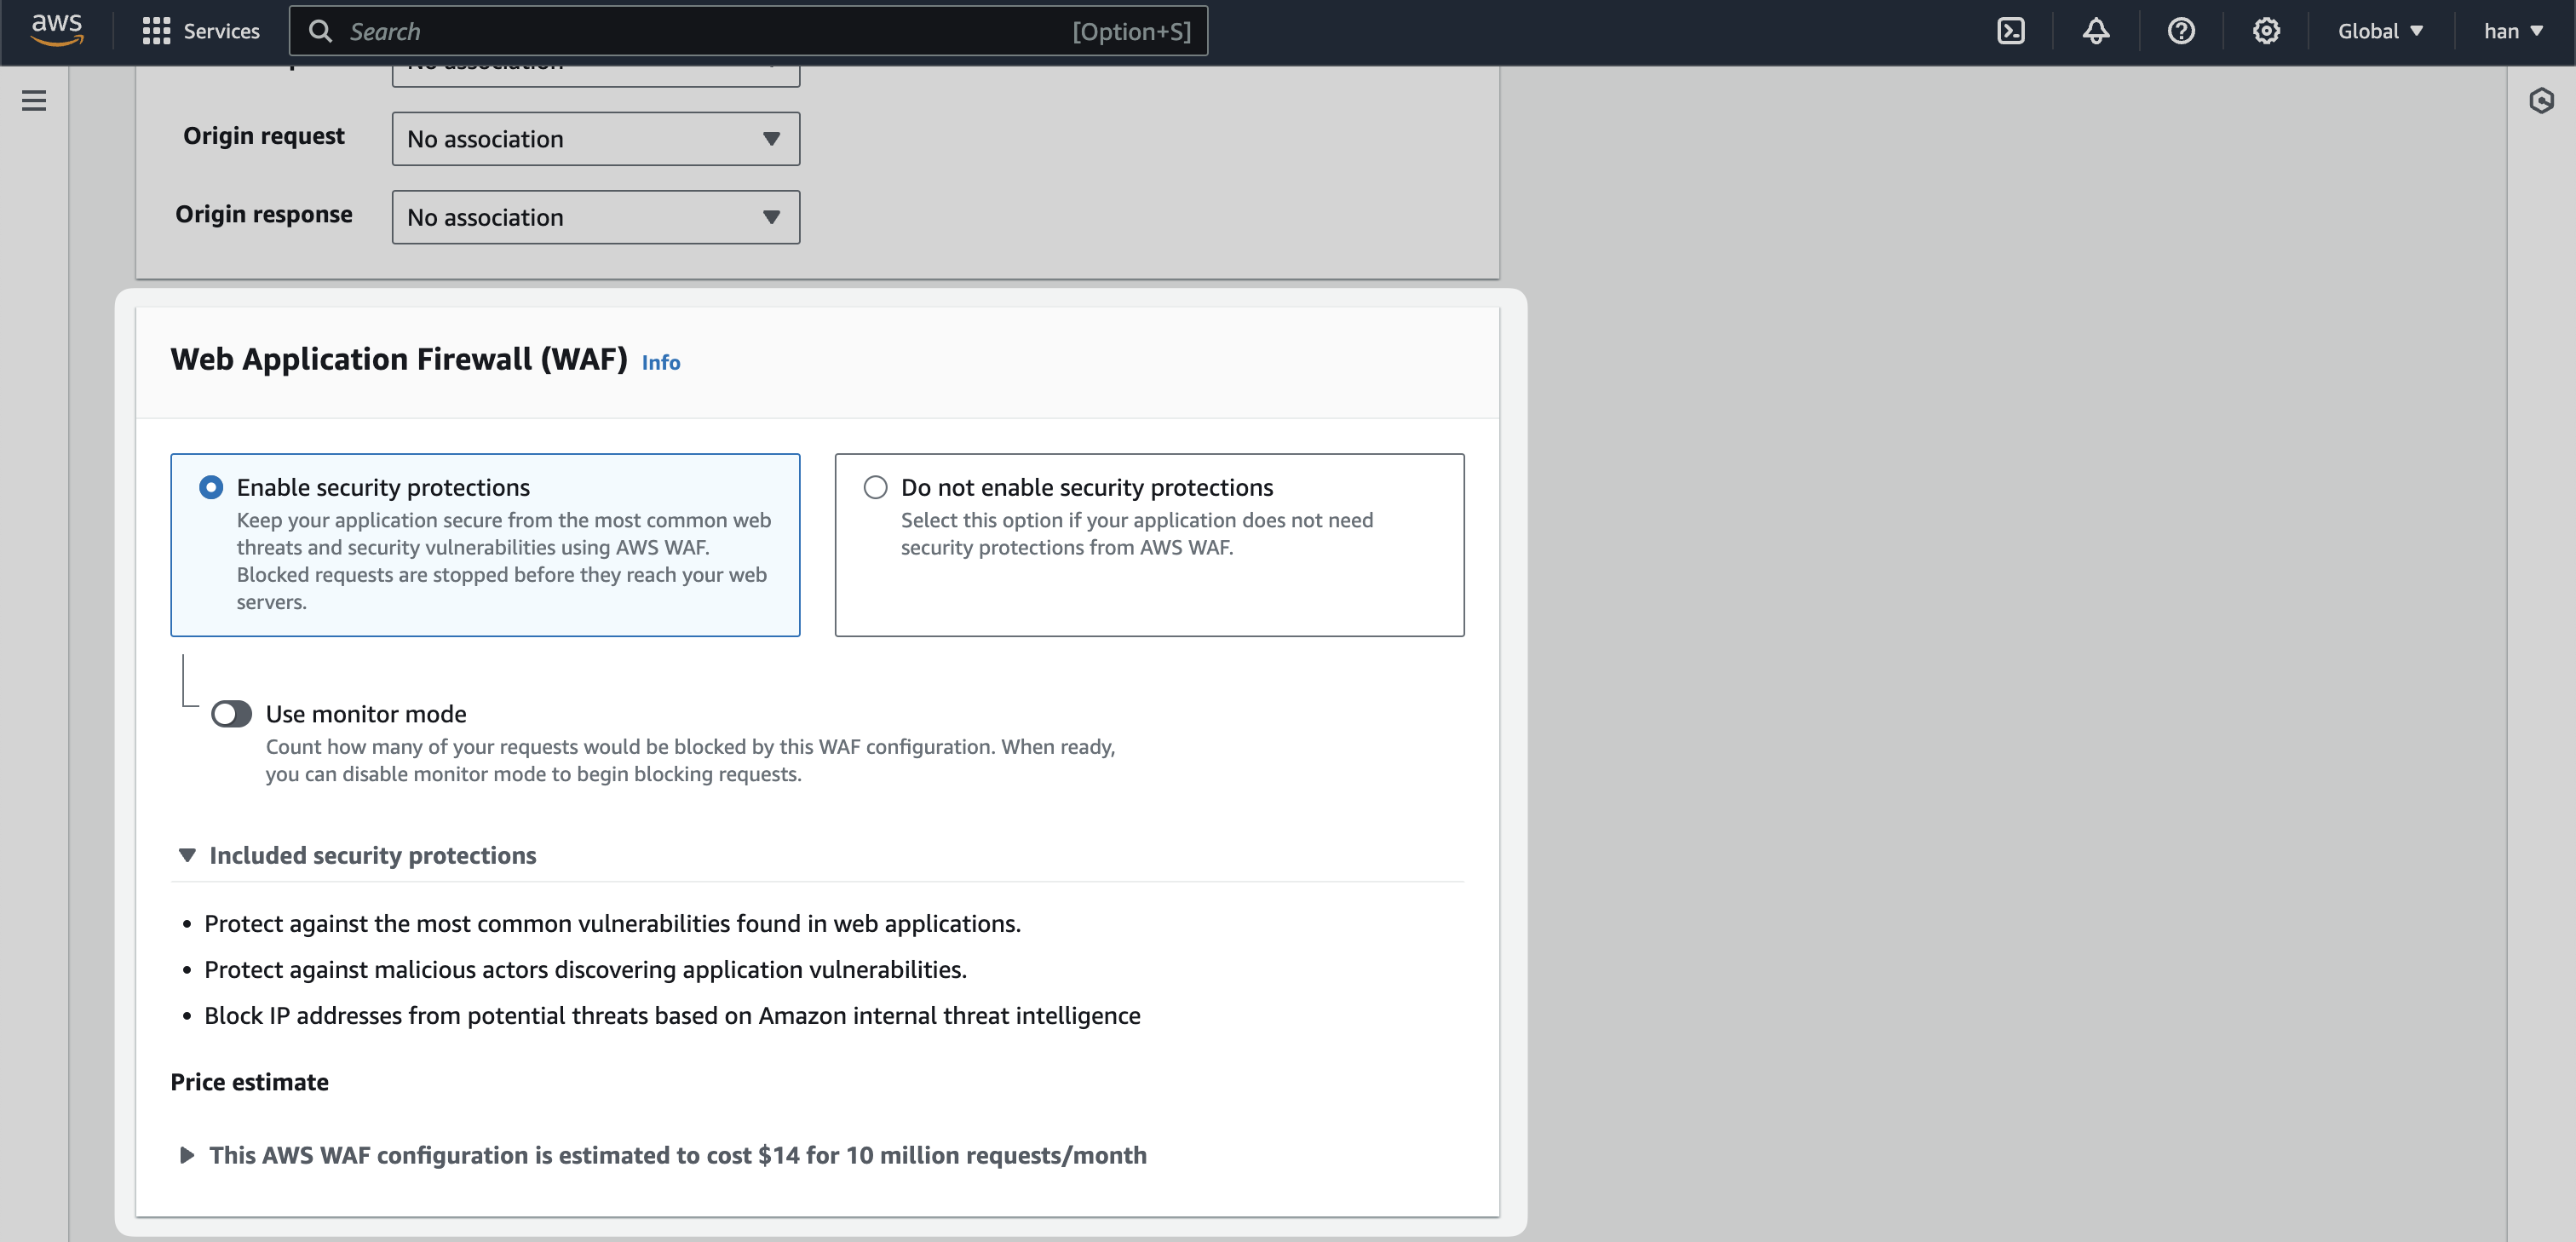 aws
Services
Search
[Option+S]
Global
han
No association
Origin request
No association
Origin response
No association
Web Application Firewall (WAF) Info
Enable security protections
Keep your application secure from the most common web
threats and security vulnerabilities using AWS WAF.
Blocked requests are stopped before they reach your web
servers.
Do not enable security protections
Select this option if your application does not need
security protections from AWS WAF.
Use monitor mode
Count how many of your requests would be blocked by this WAF configuration. When ready,
you can disable monitor mode to begin blocking requests.
Included security protections
• Protect against the most common vulnerabilities found in web applications.
• Protect against malicious actors discovering application vulnerabilities.
• Block IP addresses from potential threats based on Amazon internal threat intelligence
Price estimate
This AWS WAF configuration is estimated to cost $14 for 10 million requests/month